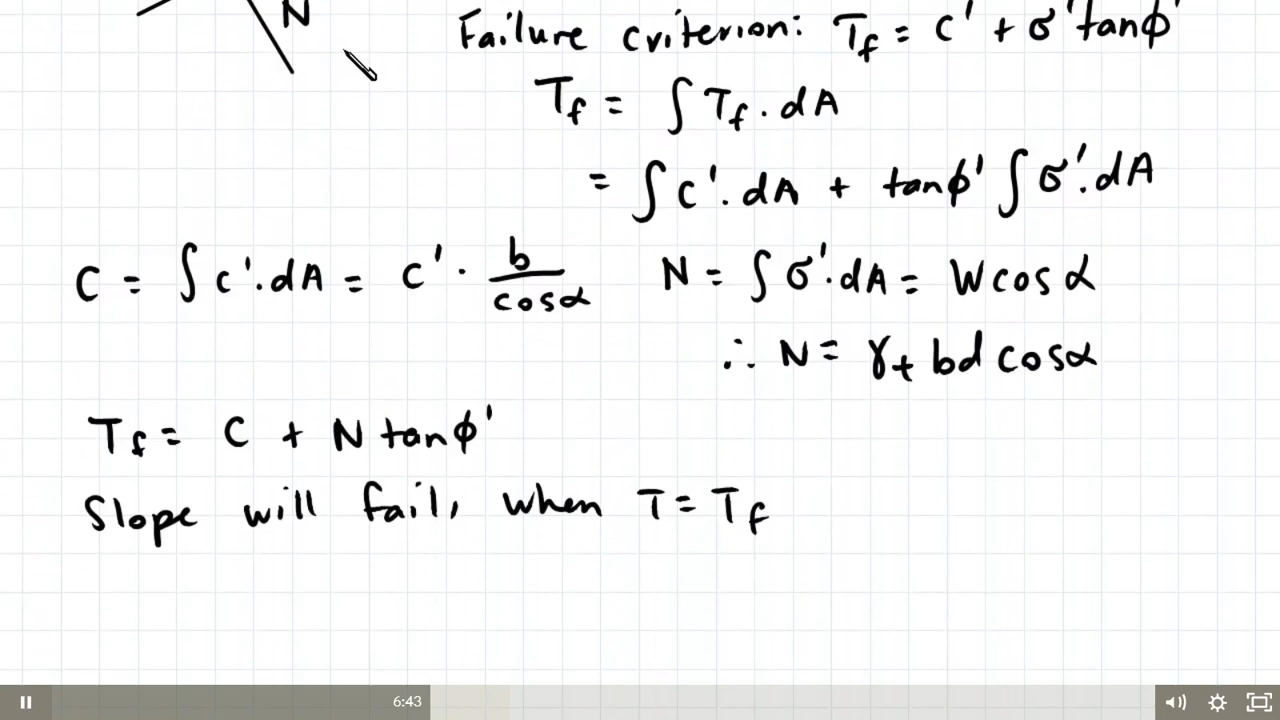 N
Failure criterion: τf = c' + σ' tanϕ'
Tf = ∫ τf . dA
= ∫ c' . dA + tanϕ' ∫ σ' . dA
C = ∫ c' . dA = c' . b/cosα N = ∫ σ' . dA = W cos α
∴ N = γt bd cosα
Tf = C + N tanϕ'
Slope will fail, when T = Tf
6:43